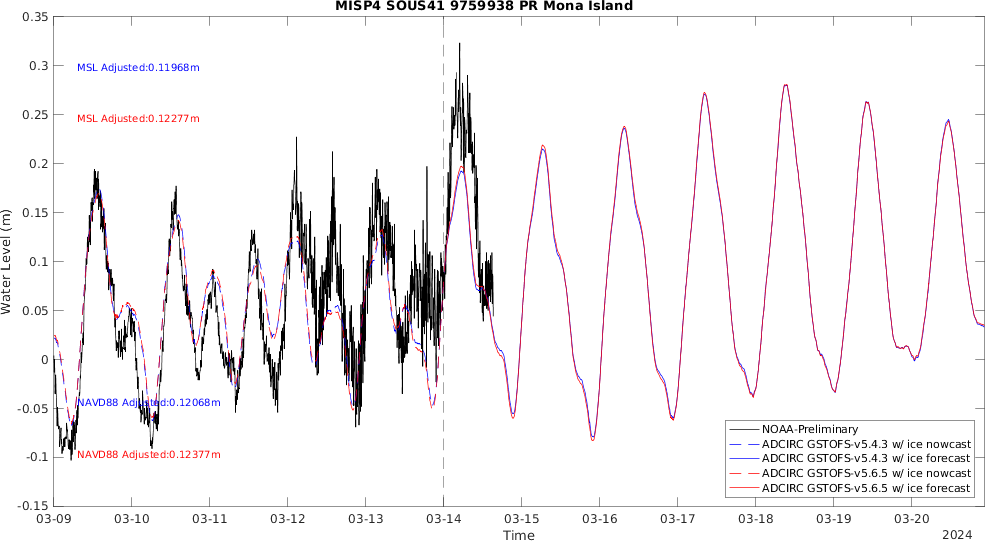 MISP4 SOUS41 9759938 PR Mona Island
0.35
0.3
0.25
0.2
0.15
0.1
0.05
0
-0.05
-0.1
-0.15
Water Level (m)
MSL Adjusted:0.11968m
MSL Adjusted:0.12277m
NAVD88 Adjusted:0.12068m
NAVD88 Adjusted:0.12377m
NOAA-Preliminary
ADCIRC GSTOFS-v5.4.3 w/ ice nowcast
ADCIRC GSTOFS-v5.4.3 w/ ice forecast
ADCIRC GSTOFS-v5.6.5 w/ ice nowcast
ADCIRC GSTOFS-v5.6.5 w/ ice forecast
03-09 03-10 03-11 03-12 03-13 03-14 03-15 03-16 03-17 03-18 03-19 03-20
Time
2024